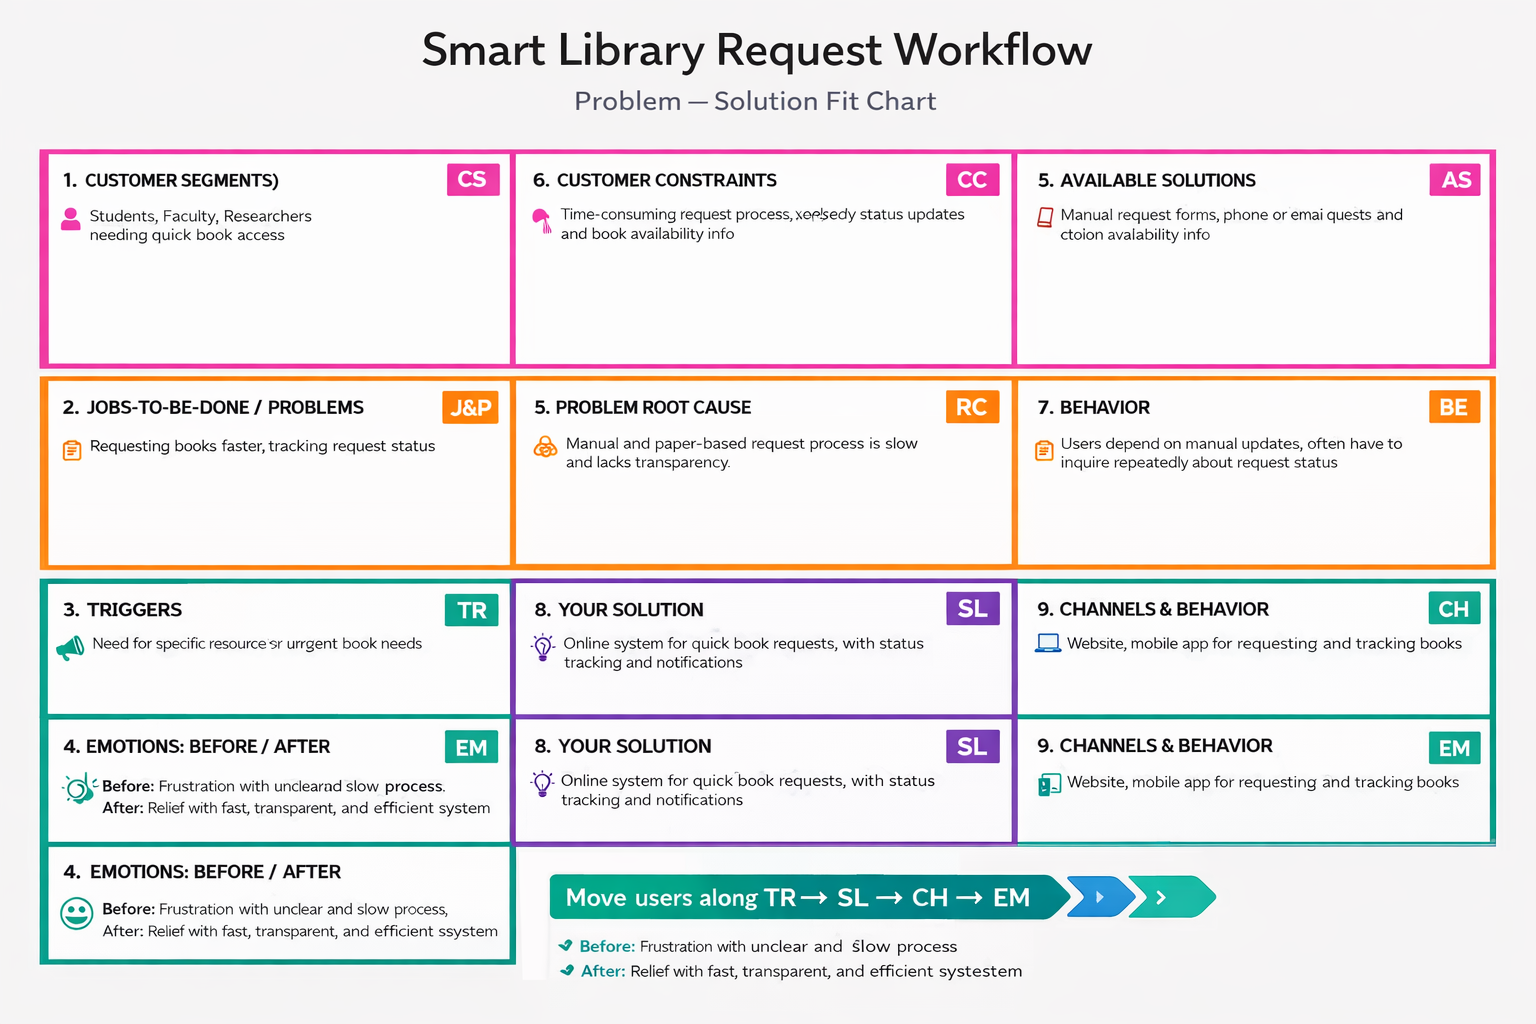 Smart Library Request Workflow
Problem — Solution Fit Chart
1. CUSTOMER SEGMENTS)
CS
Students, Faculty, Researchers
needing quick book access
6. CUSTOMER CONSTRAINTS
CC
Time-consuming request process, status updates
and book availability info
5. AVAILABLE SOLUTIONS
AS
Manual request forms, phone or emai quests and
ctoion avalability info
2. JOBS-TO-BE-DONE / PROBLEMS
J&P
Requesting books faster, tracking request status
5. PROBLEM ROOT CAUSE
RC
Manual and paper-based request process is slow
and lacks transparency.
7. BEHAVIOR
BE
Users depend on manual updates, often have to
inquire repeatedly about request status
3. TRIGGERS
TR
Need for specific resource sr urrgent book needs
8. YOUR SOLUTION
SL
Online system for quick book requests, with status
tracking and notifications
9. CHANNELS & BEHAVIOR
CH
Website, mobile app for requesting and tracking books
4. EMOTIONS: BEFORE / AFTER
EM
Before: Frustration with unclearnd slow process.
After: Relief with fast, transparent, and efficient system
8. YOUR SOLUTION
SL
Online system for quick book requests, with status
tracking and notifications
9. CHANNELS & BEHAVIOR
EM
Website, mobile app for requesting and tracking books
4. EMOTIONS: BEFORE / AFTER
Before: Frustration with unclear and slow process,
After: Relief with fast, transparent, and efficient ssystem
Move users along TR → SL → CH → EM
Before: Frustration with unclear and slow process
After: Relief with fast, transparent, and efficient systestem